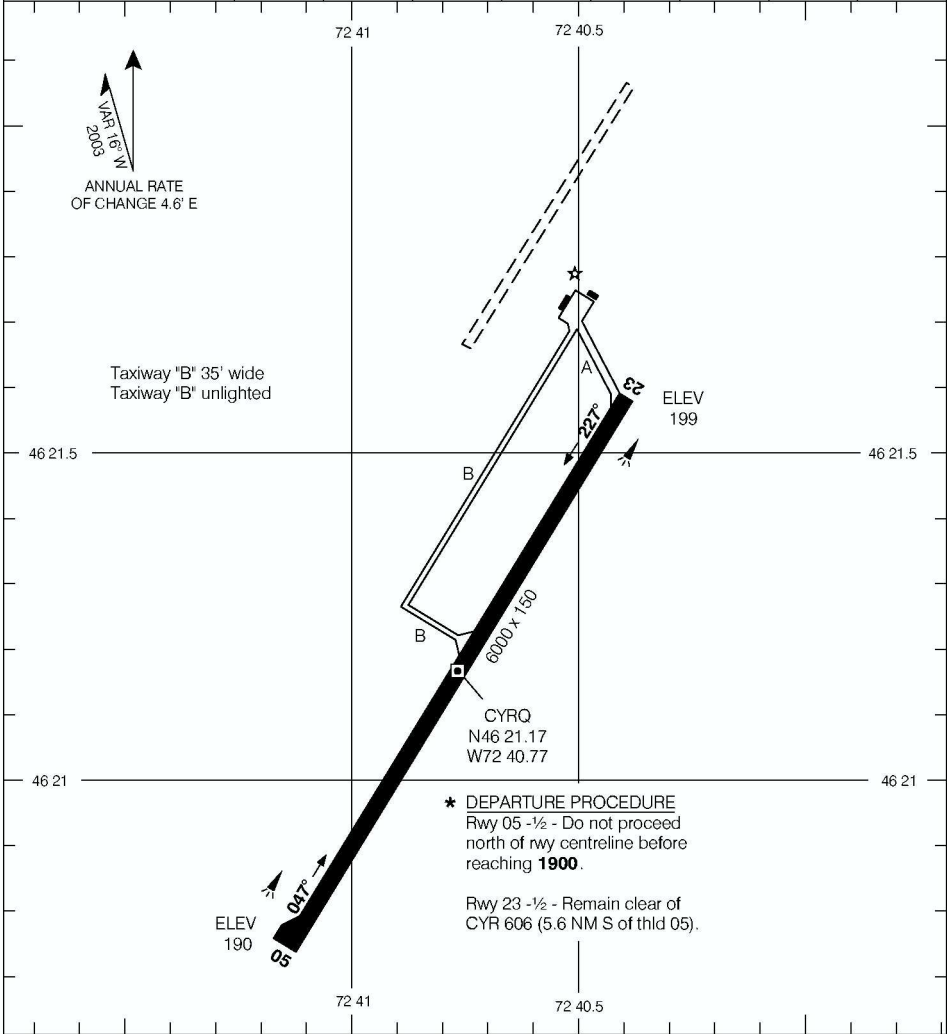 72 41
72 40.5
VAR 16° W
2003
ANNUAL RATE
OF CHANGE 4.6' E
Taxiway "B" 35' wide
Taxiway "B" unlighted
A
23
ELEV
199
227°
46 21.5
46 21.5
B
B
6000 x 150
CYRQ
N46 21.17
W72 40.77
46 21
46 21
* DEPARTURE PROCEDURE
Rwy 05 -½ - Do not proceed
north of rwy centreline before
reaching 1900.
Rwy 23 -½ - Remain clear of
CYR 606 (5.6 NM S of thld 05).
047°
ELEV
190
05
72 41
72 40.5